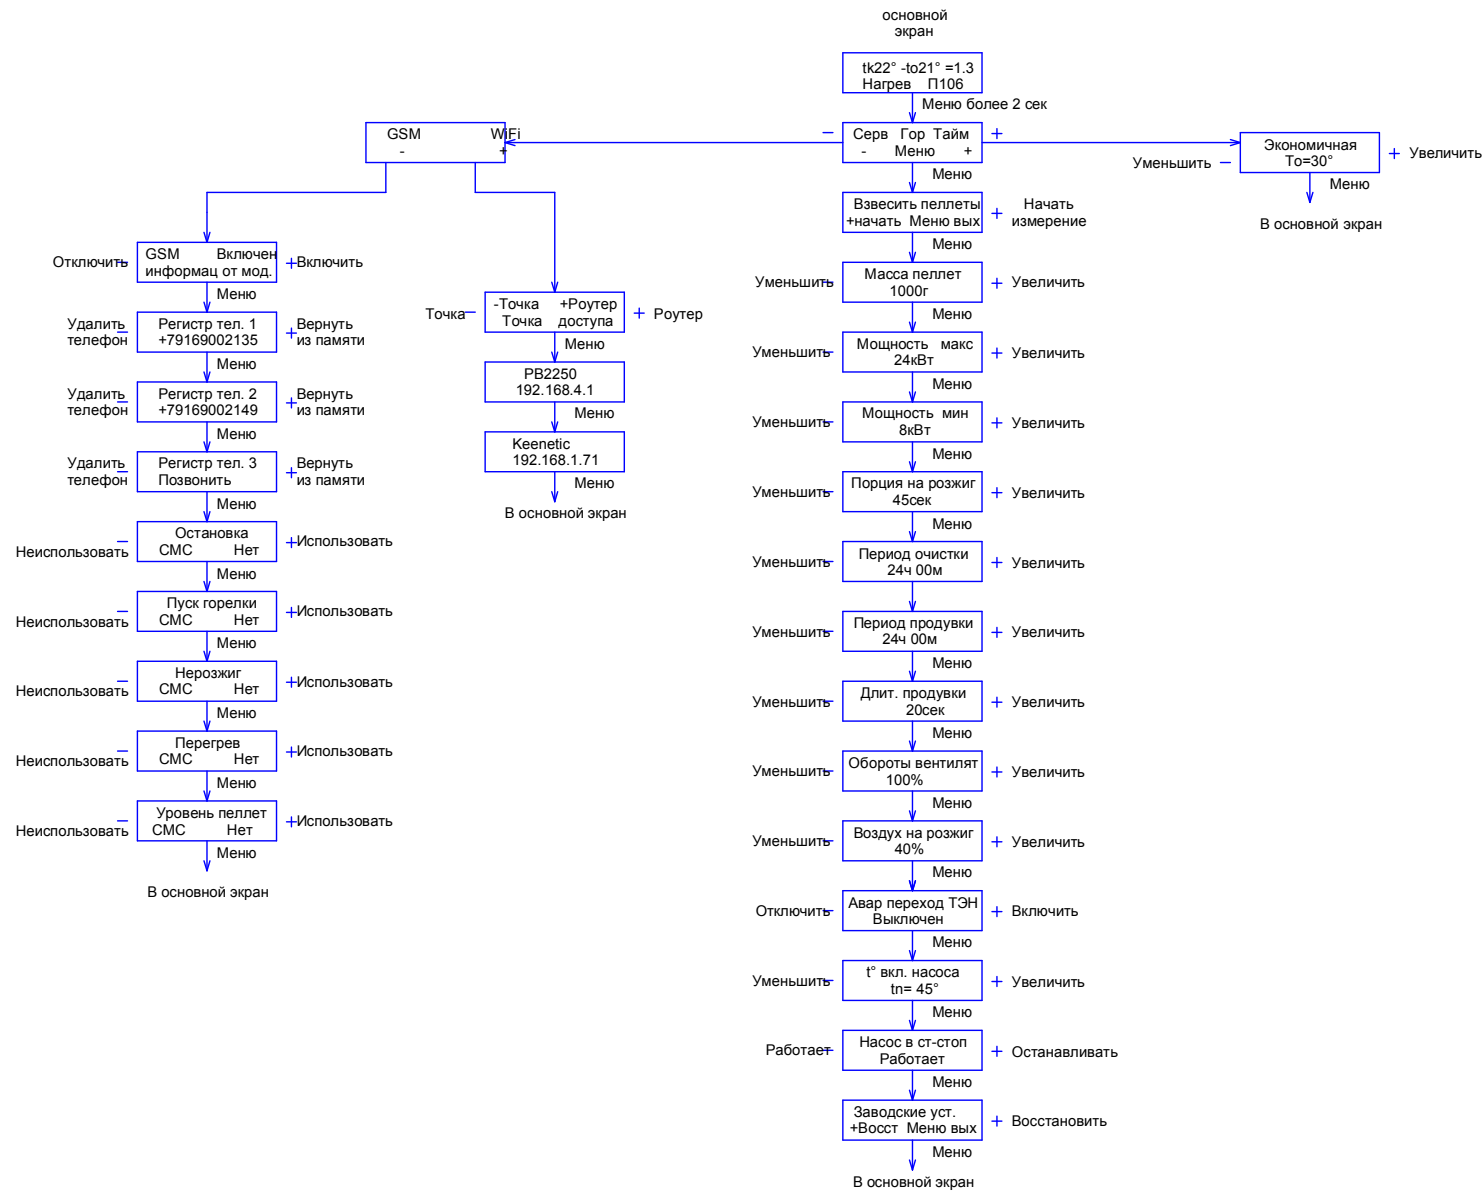 основной
экран
tk22° -to21° =1.3
Нагрев П106
Меню более 2 сек
GSM WiFi
- +
−
Серв Гор Тайм
- Меню +
+
Меню
Уменьшить −
Экономичная
То=30°
+ Увеличить
Меню
В основной экран
Взвесить пеллеты
+начать Меню вых
+ Начать
измерение
Меню
Уменьшить −
Масса пеллет
1000г
+ Увеличить
Меню
Уменьшить −
Мощность макс
24кВт
+ Увеличить
Меню
Уменьшить −
Мощность мин
8кВт
+ Увеличить
Меню
Уменьшить −
Порция на розжиг
45сек
+ Увеличить
Меню
Уменьшить −
Период очистки
24ч 00м
+ Увеличить
Уменьшить −
Период продувки
24ч 00м
+ Увеличить
Меню
Уменьшить −
Длит. продувки
20сек
+ Увеличить
Меню
Уменьшить −
Обороты вентилят
100%
+ Увеличить
Меню
Уменьшить −
Воздух на розжиг
40%
+ Увеличить
Меню
Отключить −
Авар переход ТЭН
Выключен
+ Включить
Меню
Уменьшить −
t° вкл. насоса
tn= 45°
+ Увеличить
Меню
Работает −
Насос в ст-стоп
Работает
+ Останавливать
Меню
Заводские уст.
+Восст Меню вых
+ Восстановить
Меню
В основной экран
Отключить −
GSM Включен
информац от мод.
+Включить
Меню
Удалить −
телефон
Регистр тел. 1
+79169002135
+ Вернуть
из памяти
Меню
Удалить −
телефон
Регистр тел. 2
+79169002149
+ Вернуть
из памяти
Меню
Удалить −
телефон
Регистр тел. 3
Позвонить
+ Вернуть
из памяти
Меню
Неиспользовать −
Остановка
СМС Нет
+Использовать
Меню
Неиспользовать −
Пуск горелки
СМС Нет
+Использовать
Меню
Неиспользовать −
Нерозжиг
СМС Нет
+Использовать
Меню
Неиспользовать −
Перегрев
СМС Нет
+Использовать
Меню
Неиспользовать −
Уровень пеллет
СМС Нет
+Использовать
Меню
В основной экран
Точка −
-Точка +Роутер
Точка доступа
+ Роутер
Меню
PB2250
192.168.4.1
Меню
Keenetic
192.168.1.71
Меню
В основной экран